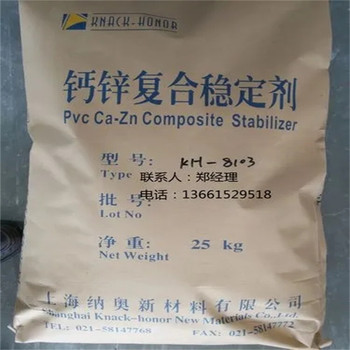 KNACK-HONOR
钙锌复合稳定剂
Pvc Ca-Zn Composite Stabilizer
型号: KH-8103
Type
联系人:郑经理
批号: 电话:13661529518
Lot No
净重: 25 kg
Net Weight
上海纳奥新材料有限公司
Shanghai Knack-honor New Materials Co.,Ltd.
TEL: 021-58147768 FAX: 021-58147772